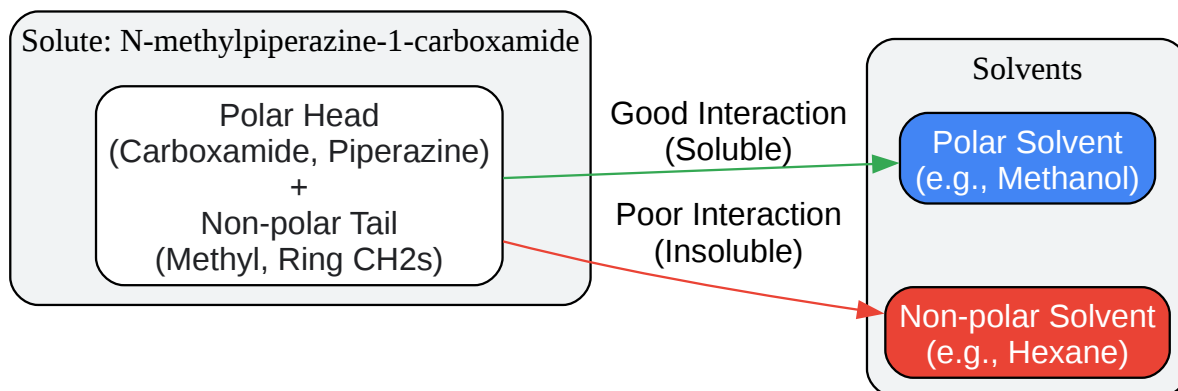 Solute: N-methylpiperazine-1-carboxamide
Polar Head
(Carboxamide, Piperazine)
+
Non-polar Tail
(Methyl, Ring CH2s)
Good Interaction
(Soluble)
Poor Interaction
(Insoluble)
Solvents
Polar Solvent
(e.g., Methanol)
Non-polar Solvent
(e.g., Hexane)